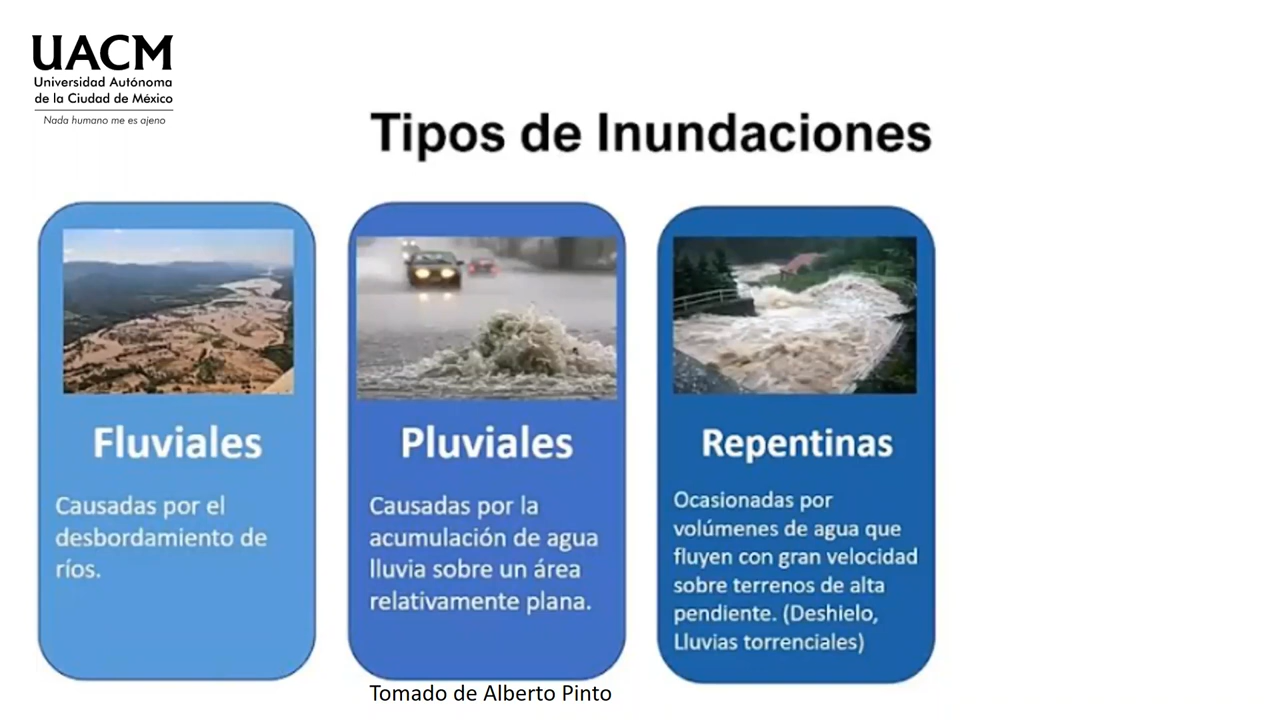 UACM
Universidad Autónoma
de la Ciudad de México
Nada humano me es ajeno
Tipos de Inundaciones
Fluviales
Causadas por el
desbordamiento de
ríos.
Pluviales
Causadas por la
acumulación de agua
lluvia sobre un área
relativamente plana.
Repentinas
Ocasionadas por
volúmenes de agua que
fluyen con gran velocidad
sobre terrenos de alta
pendiente. (Deshielo,
Lluvias torrenciales)
Tomado de Alberto Pinto